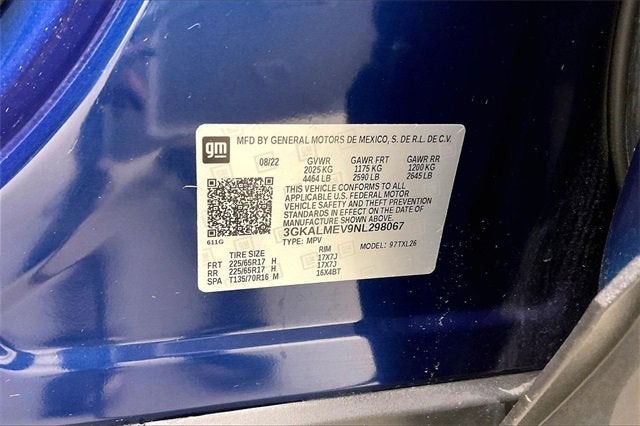 gm
MFD BY GENERAL MOTORS DE MEXICO, S. DE R.L. DE C.V.
08/22 GVWR GAWR FRT GAWR RR
2025 KG 1175 KG 1200 KG
4464 LB 2590 LB 2645 LB
THIS VEHICLE CONFORMS TO ALL
APPLICABLE U.S. FEDERAL MOTOR
VEHICLE SAFETY AND THEFT
PREVENTION STANDARDS IN EFFECT ON
THE DATE OF MANUFACTURE SHOWN ABOVE.
3GKALMEV9NL298067
611G TYPE: MPV MODEL: 97TXL26
TIRE SIZE RIM
FRT 225/65R17 H 17X7J
RR 225/65R17 H 17X7J
SPA T135/70R16 M 16X4BT